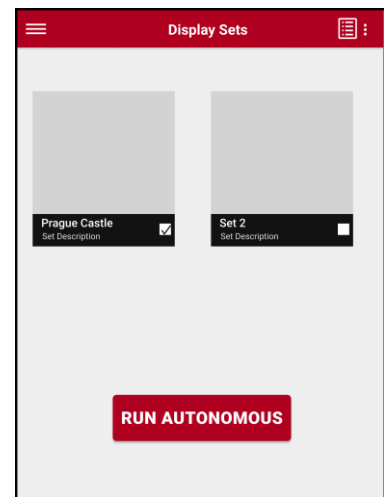 Display Sets
Prague Castle
Set Description
Set 2
Set Description
RUN AUTONOMOUS